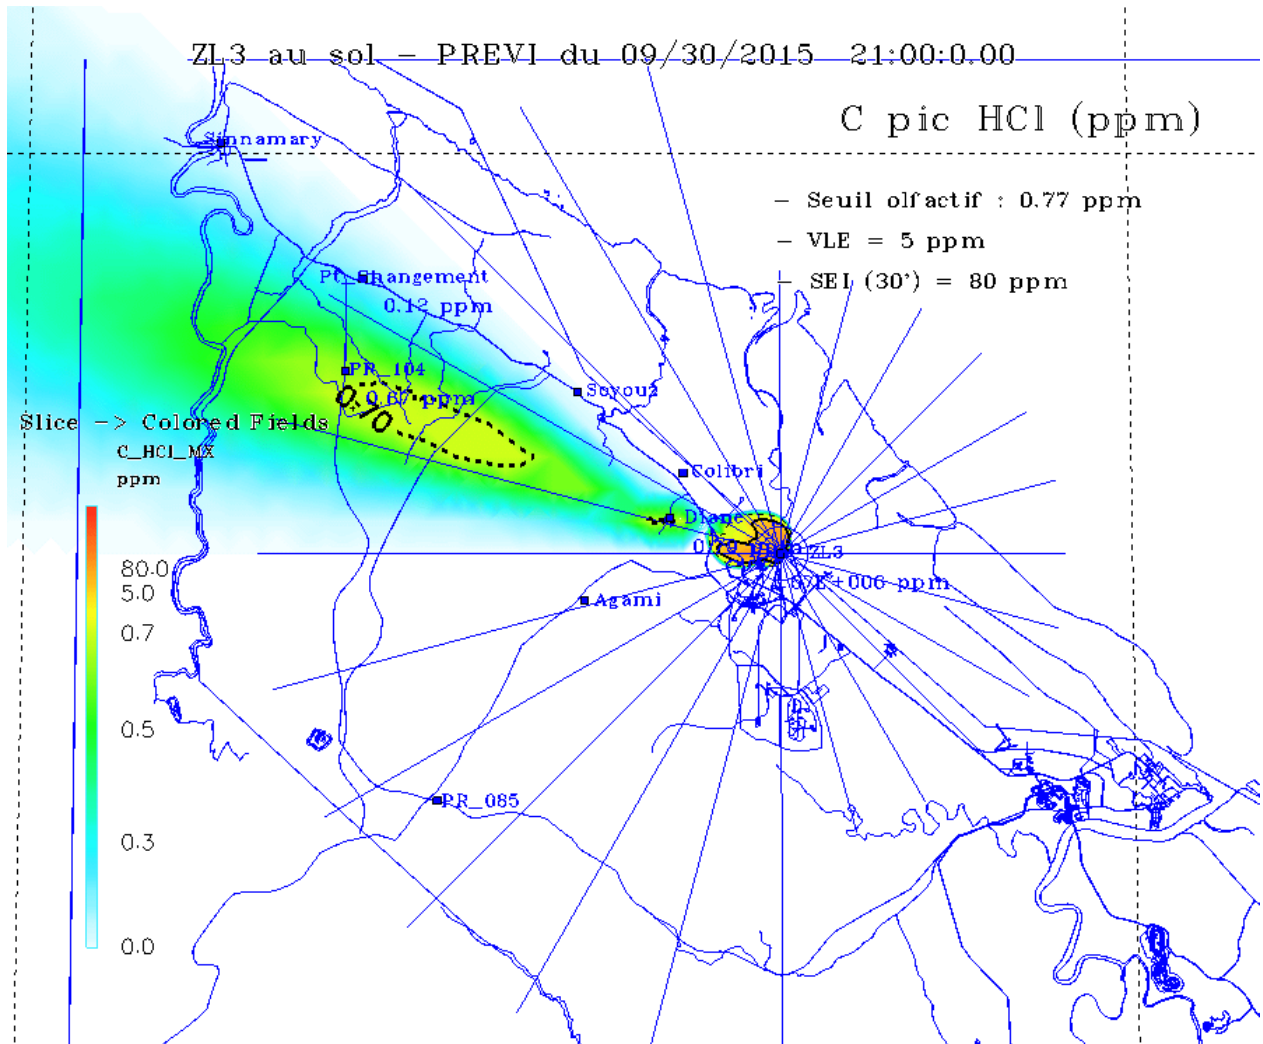 ZL3 au sol - PREVI du 09/30/2015 21:00:0.00
C pic HCl (ppm)
Sinnamary
- Seuil olfactif : 0.77 ppm
- VLE = 5 ppm
- SEI (30') = 80 ppm
0.12 ppm
PR_104
0.67 ppm
Soyouz
0.70
Slice -> Colored Fields
C_HCl_MX
ppm
Colibri
Diane
ZL3
Agami
80.0
5.0
0.7
0.5
0.3
0.0
PR_085